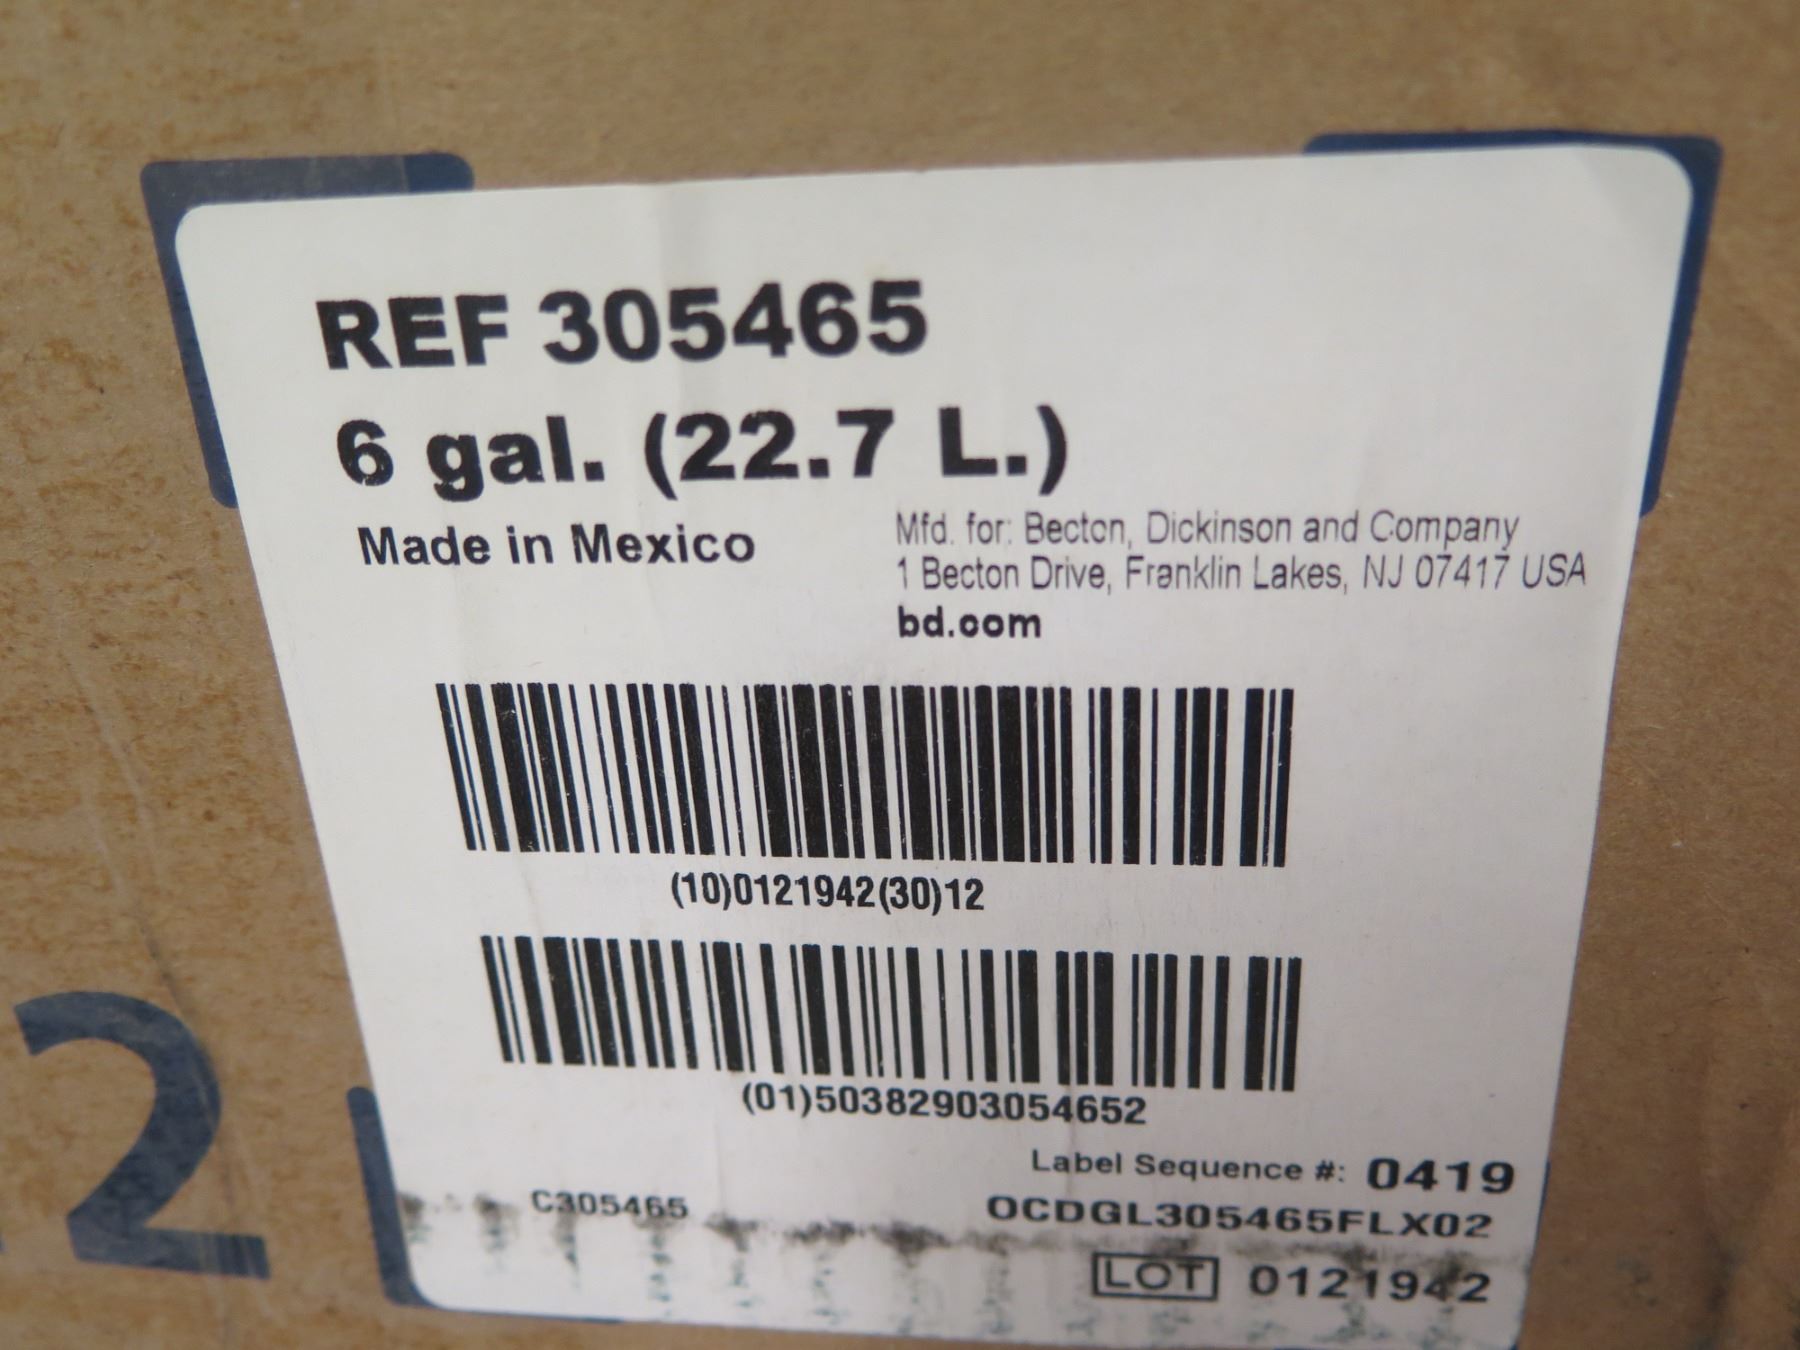 REF 305465
6 gal. (22.7 L.)
Made in Mexico
Mfd. for: Becton, Dickinson and Company
1 Becton Drive, Franklin Lakes, NJ 07417 USA
bd.com
(10)0121942(30)12
(01)50382903054652
Label Sequence #: 0419
C305465
OCDGL305465FLX02
LOT 0121942
2